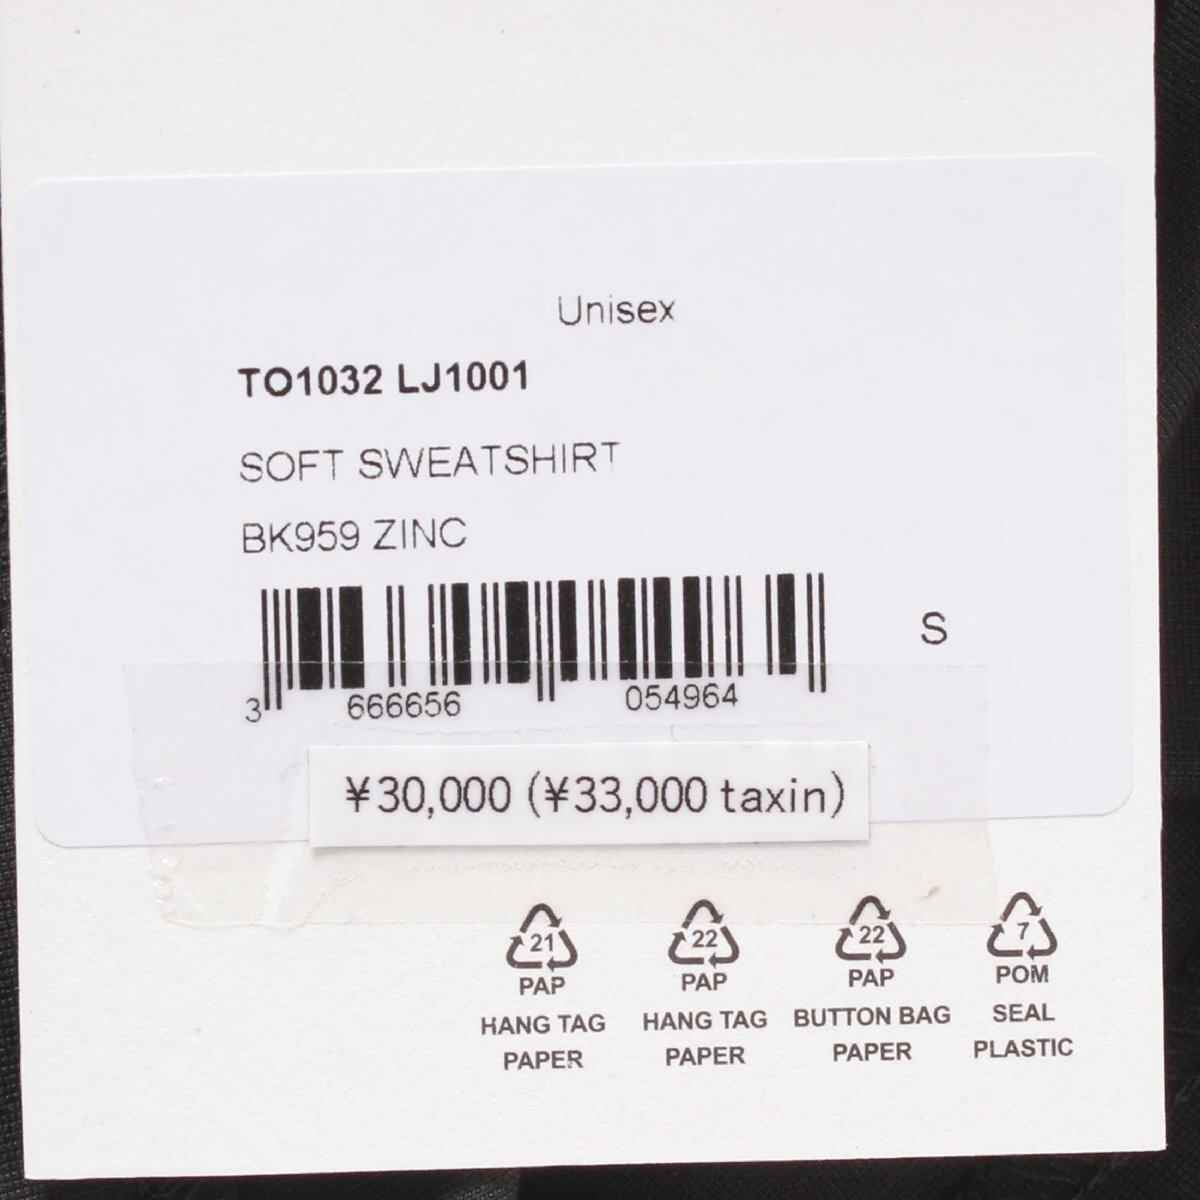 Unisex
TO1032 LJ1001
SOFT SWEATSHIRT
BK959 ZINC
S
3 666656 054964
¥30,000 (¥33,000 taxin)
21 22 22 7
PAP PAP PAP POM
HANG TAG HANG TAG BUTTON BAG SEAL
PAPER PAPER PAPER PLASTIC